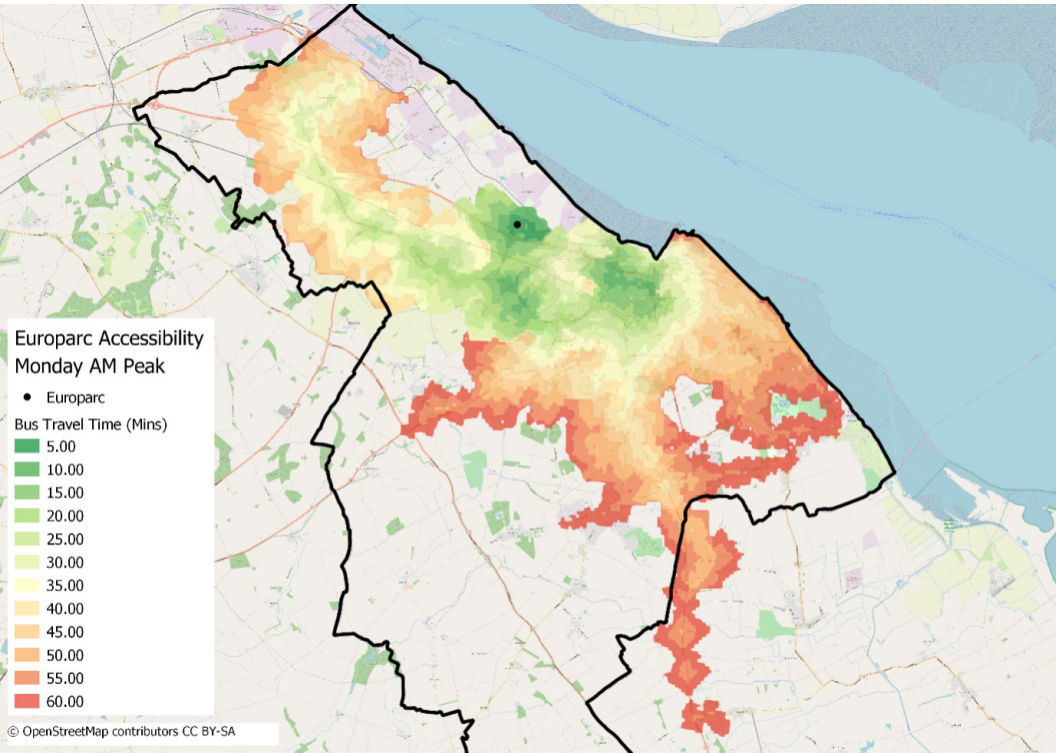 Europarc Accessibility
Monday AM Peak
Europarc
Bus Travel Time (Mins)
5.00
10.00
15.00
20.00
25.00
30.00
35.00
40.00
45.00
50.00
55.00
60.00
© OpenStreetMap contributors CC BY-SA